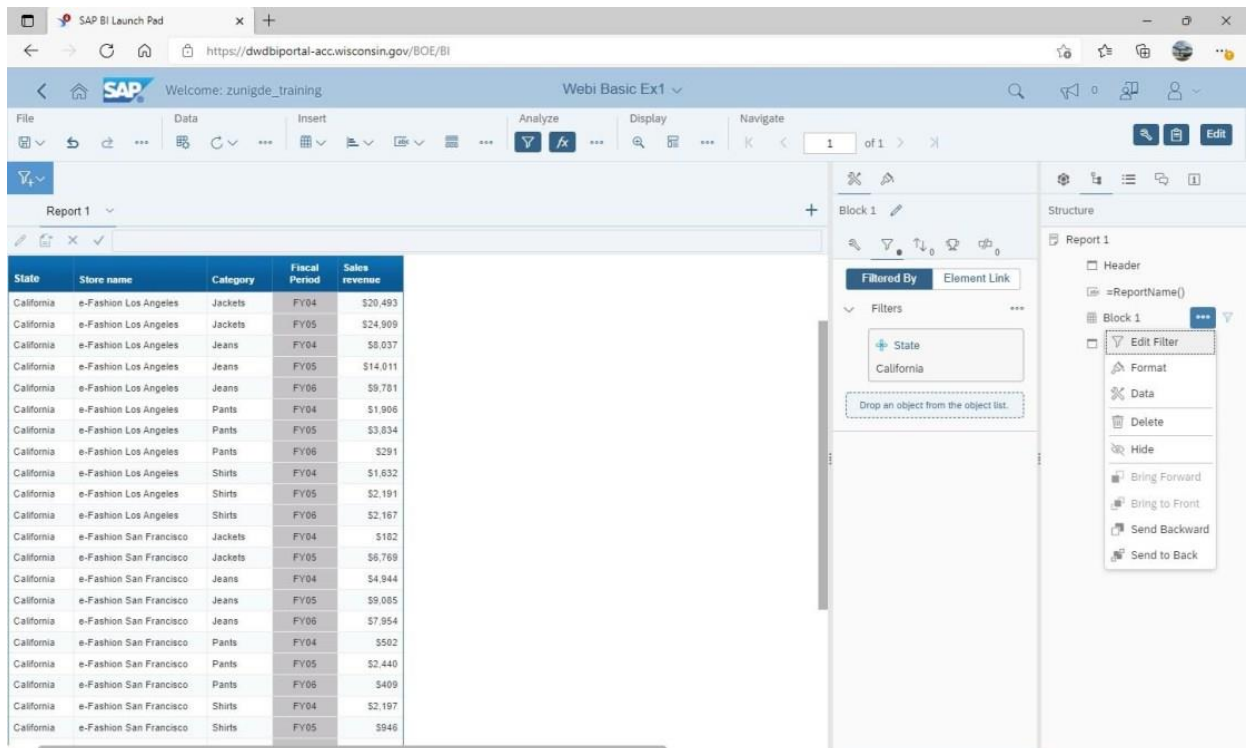 SAP BI Launch Pad
https://dwdbiportal-acc.wisconsin.gov/BOE/BI
SAP Welcome: zunigde_training Webi Basic Ex1 0
File Data Insert Analyze Display Navigate
1 of 1 Edit
Report 1
Block 1
Structure
Filtered By Element Link
Filters
State
California
Drop an object from the object list.
Report 1
Header
=ReportName()
Block 1
Edit Filter
Format
Data
Delete
Hide
Bring Forward
Bring to Front
Send Backward
Send to Back
State Store name Category Fiscal Period Sales revenue
California e-Fashion Los Angeles Jackets FY04 $20,493
California e-Fashion Los Angeles Jackets FY05 $24,909
California e-Fashion Los Angeles Jeans FY04 $8,037
California e-Fashion Los Angeles Jeans FY05 $14,011
California e-Fashion Los Angeles Jeans FY06 $9,781
California e-Fashion Los Angeles Pants FY04 $1,906
California e-Fashion Los Angeles Pants FY05 $3,834
California e-Fashion Los Angeles Pants FY06 $291
California e-Fashion Los Angeles Shirts FY04 $1,632
California e-Fashion Los Angeles Shirts FY05 $2,191
California e-Fashion Los Angeles Shirts FY06 $2,167
California e-Fashion San Francisco Jackets FY04 $182
California e-Fashion San Francisco Jackets FY05 $6,769
California e-Fashion San Francisco Jeans FY04 $4,944
California e-Fashion San Francisco Jeans FY05 $9,085
California e-Fashion San Francisco Jeans FY06 $7,954
California e-Fashion San Francisco Pants FY04 $502
California e-Fashion San Francisco Pants FY05 $2,440
California e-Fashion San Francisco Pants FY06 $409
California e-Fashion San Francisco Shirts FY04 $2,197
California e-Fashion San Francisco Shirts FY05 $946